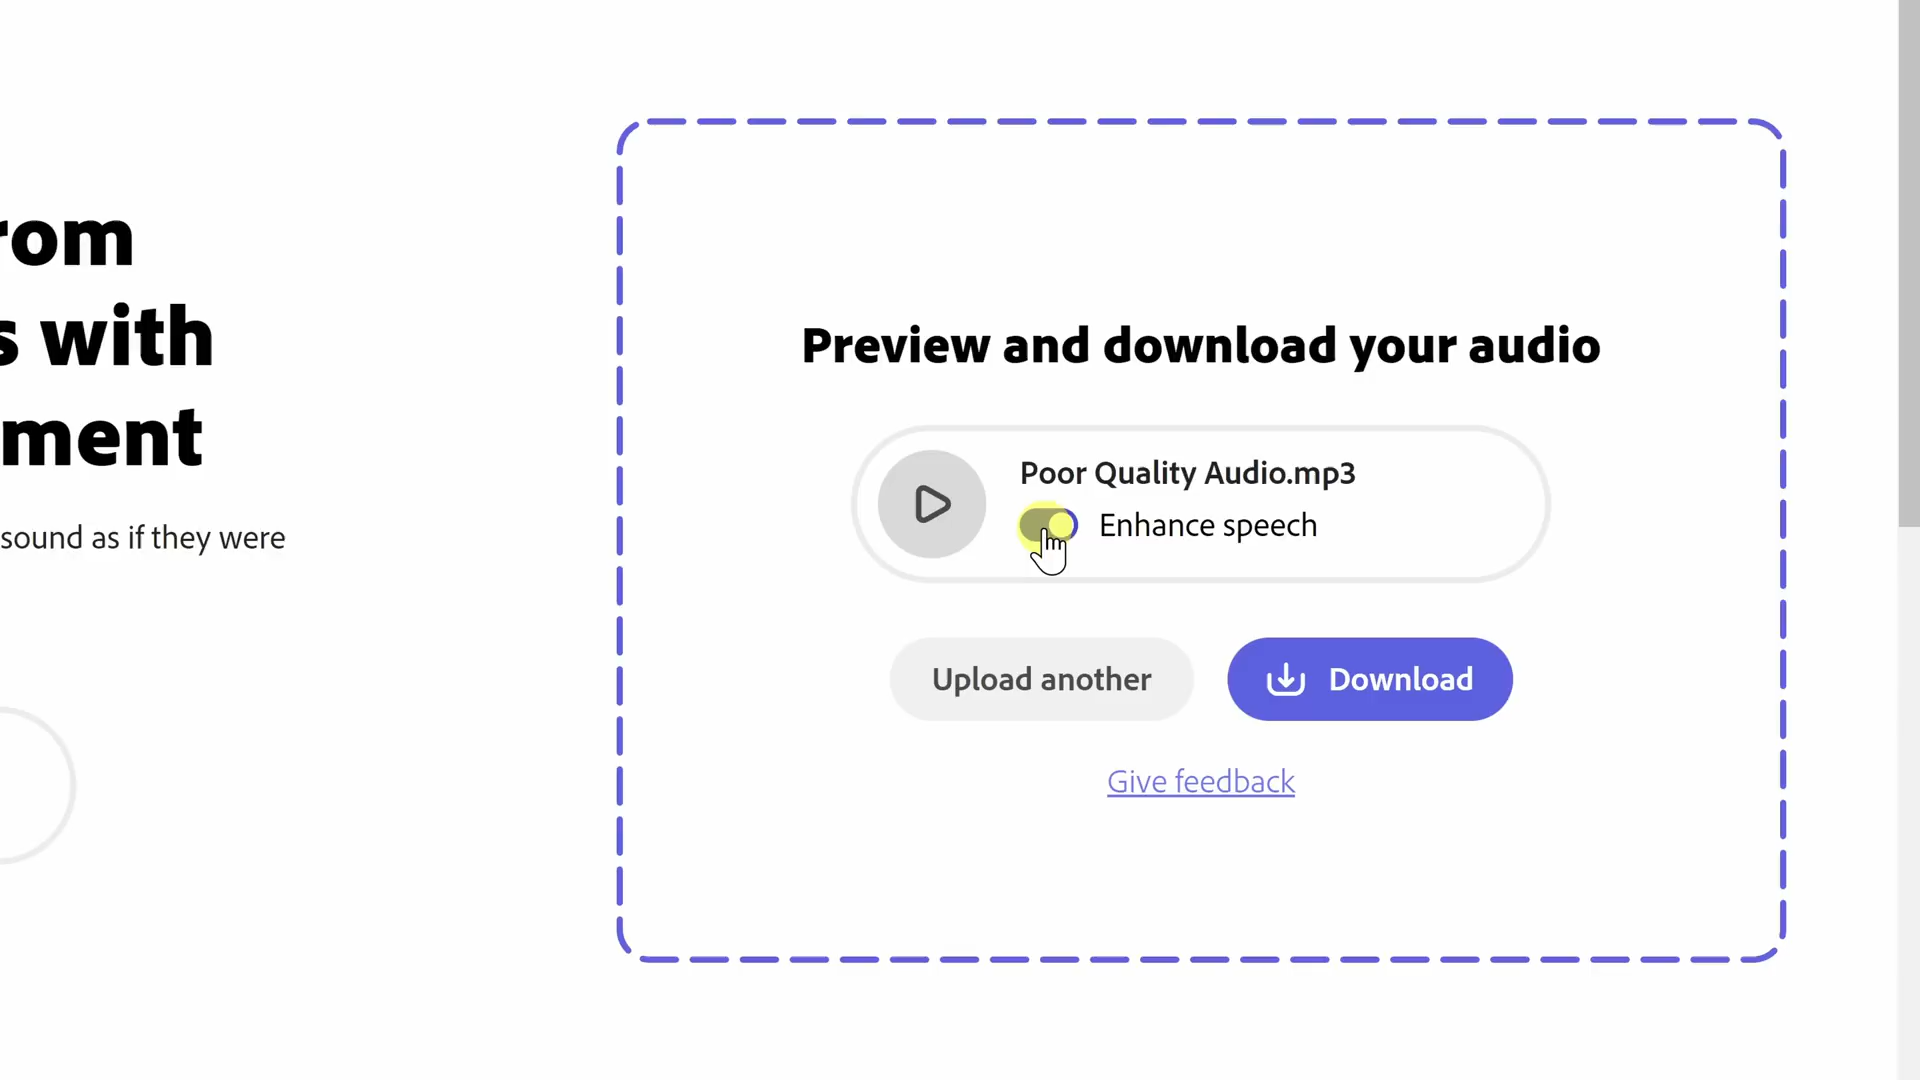 rom
s with
ment
sound as if they were
Preview and download your audio
Poor Quality Audio.mp3
Enhance speech
Upload another
Download
Give feedback